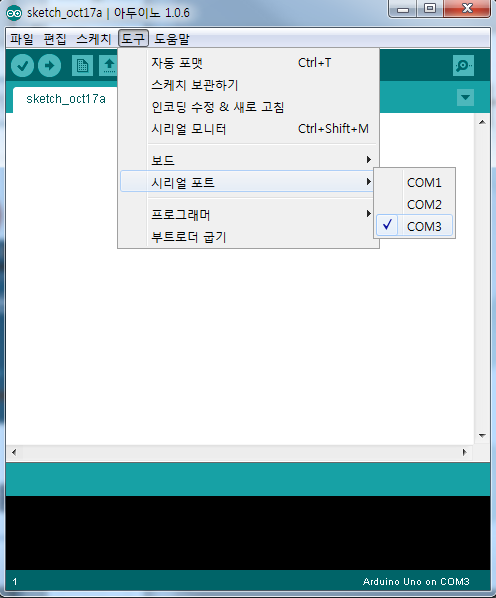 sketch_oct17a | 아두이노 1.0.6
파일 편집 스케치 도구 도움말
sketch_oct17a
자동 포맷 Ctrl+T
스케치 보관하기
인코딩 수정 & 새로 고침
시리얼 모니터 Ctrl+Shift+M
보드
시리얼 포트
COM1
COM2
COM3
프로그래머
부트로더 굽기
1 Arduino Uno on COM3